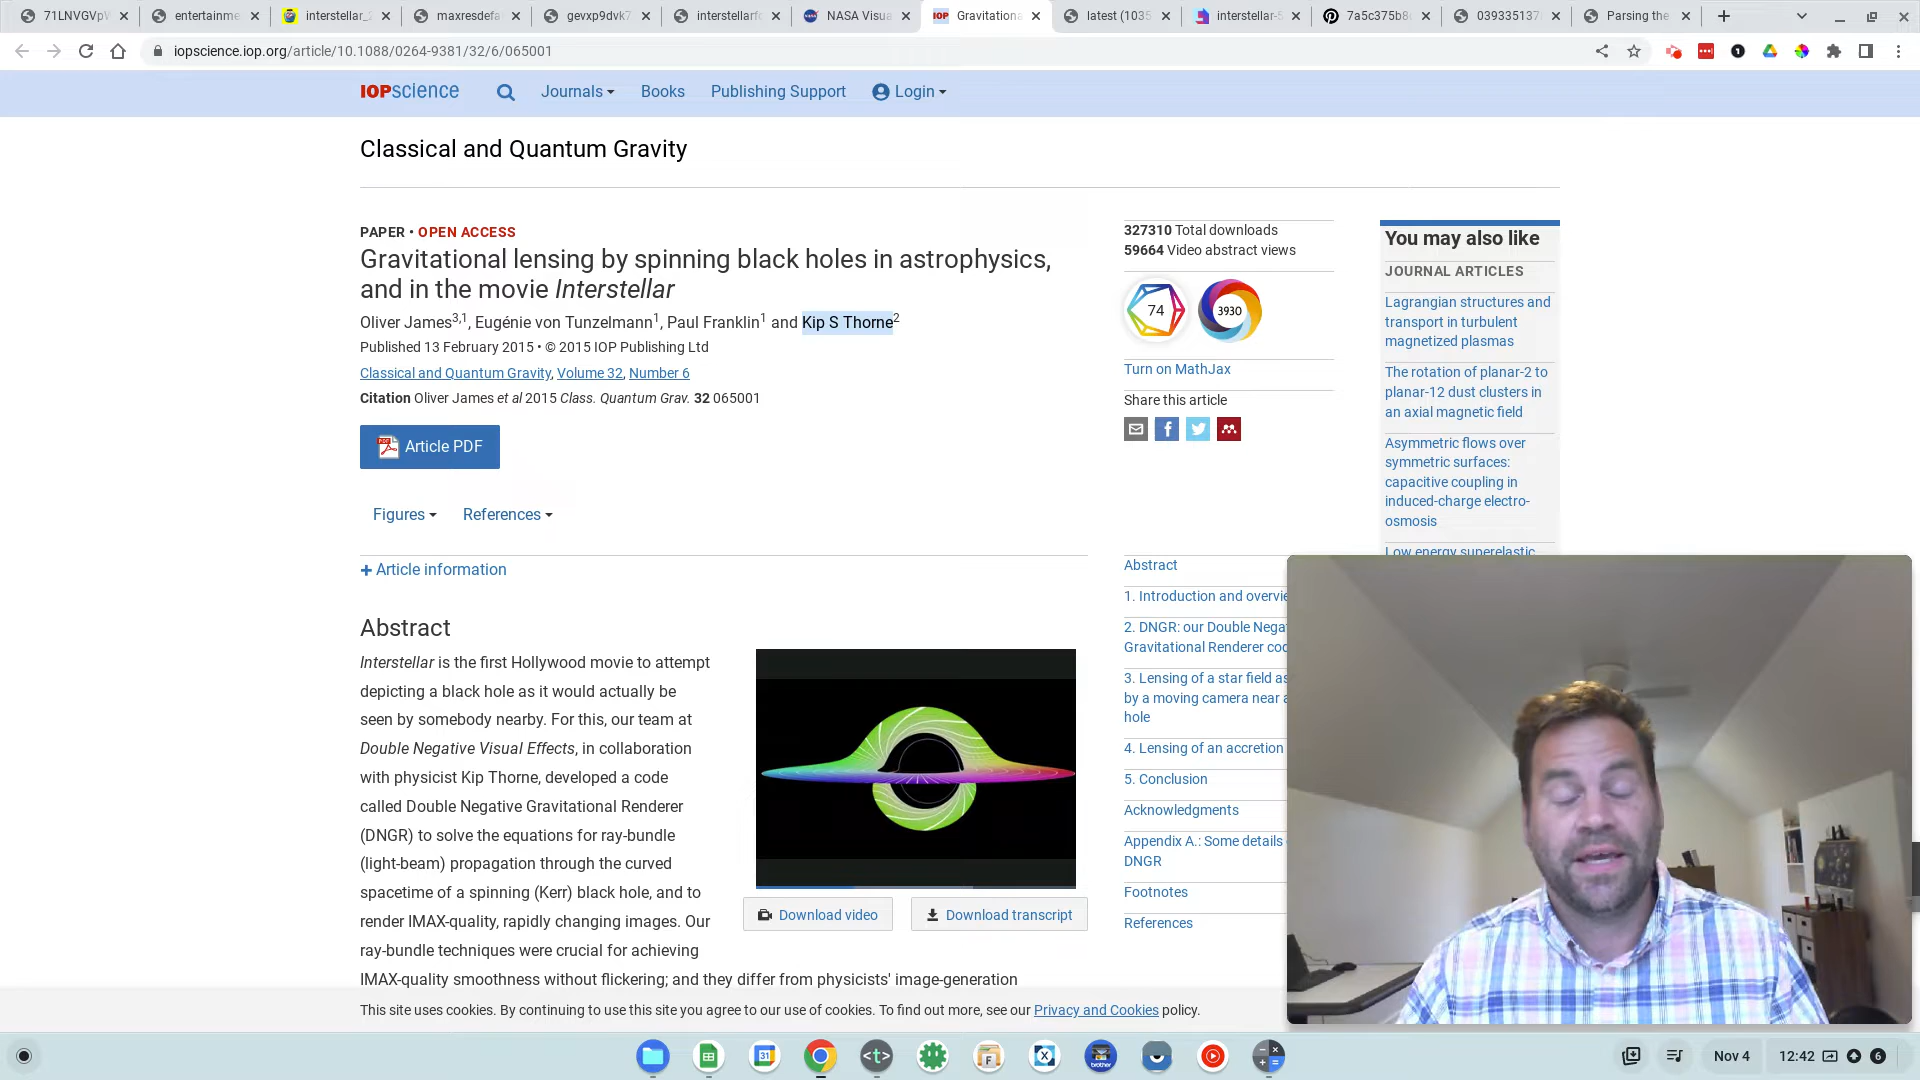 71LNVGVpW
entertainme
interstellar_2
maxresdefa
gevxp9dvk7
interstellarfo
NASA Visua
Gravitationa
latest (1035
interstellar-5
7a5c375b8
039335137
Parsing the
iopscience.iop.org/article/10.1088/0264-9381/32/6/065001
IOPscience
Journals
Books
Publishing Support
Login
Classical and Quantum Gravity
PAPER • OPEN ACCESS
Gravitational lensing by spinning black holes in astrophysics,
and in the movie Interstellar
Oliver James3,1, Eugénie von Tunzelmann1, Paul Franklin1 and Kip S Thorne2
Published 13 February 2015 • © 2015 IOP Publishing Ltd
Classical and Quantum Gravity, Volume 32, Number 6
Citation Oliver James et al 2015 Class. Quantum Grav. 32 065001
Article PDF
Figures
References
+ Article information
327310 Total downloads
59664 Video abstract views
74
3930
Turn on MathJax
Share this article
You may also like
JOURNAL ARTICLES
Lagrangian structures and
transport in turbulent
magnetized plasmas
The rotation of planar-2 to
planar-12 dust clusters in
an axial magnetic field
Asymmetric flows over
symmetric surfaces:
capacitive coupling in
induced-charge electro-
osmosis
Low energy superelastic
Abstract
Interstellar is the first Hollywood movie to attempt
depicting a black hole as it would actually be
seen by somebody nearby. For this, our team at
Double Negative Visual Effects, in collaboration
with physicist Kip Thorne, developed a code
called Double Negative Gravitational Renderer
(DNGR) to solve the equations for ray-bundle
(light-beam) propagation through the curved
spacetime of a spinning (Kerr) black hole, and to
render IMAX-quality, rapidly changing images. Our
ray-bundle techniques were crucial for achieving
IMAX-quality smoothness without flickering; and they differ from physicists' image-generation
Download video
Download transcript
Abstract
1. Introduction and overvie
2. DNGR: our Double Negat
Gravitational Renderer cod
3. Lensing of a star field as
by a moving camera near a
hole
4. Lensing of an accretion
5. Conclusion
Acknowledgments
Appendix A.: Some details
DNGR
Footnotes
References
This site uses cookies. By continuing to use this site you agree to our use of cookies. To find out more, see our Privacy and Cookies policy.
Nov 4
12:42
6